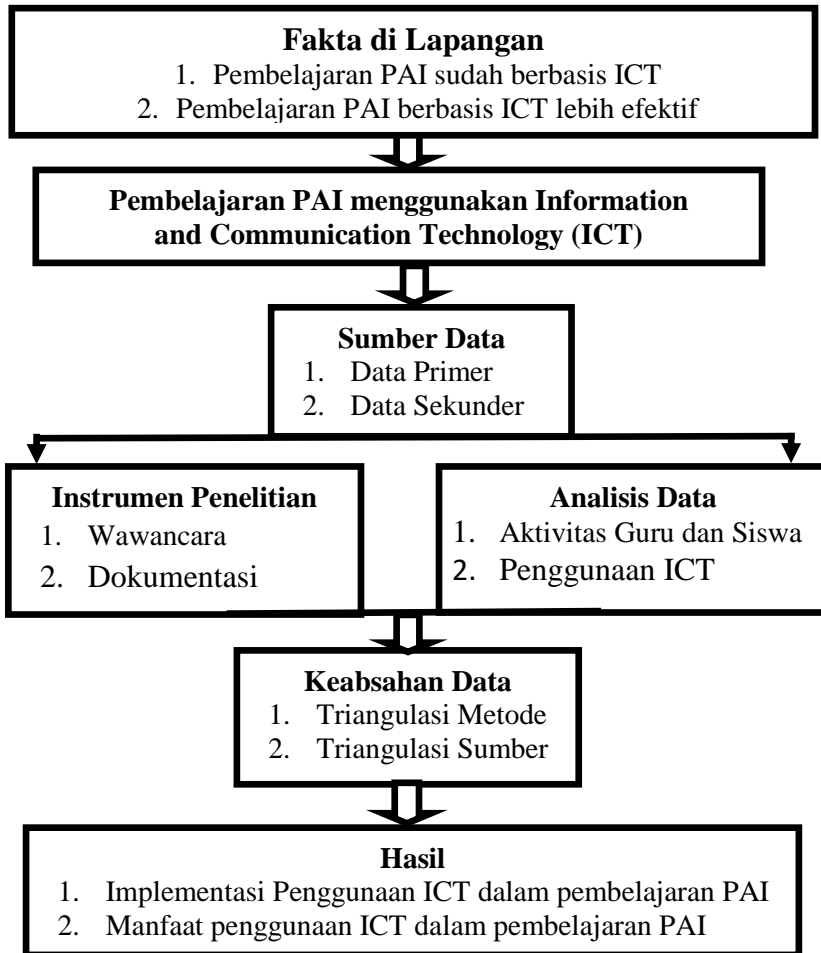 Fakta di Lapangan
1. Pembelajaran PAI sudah berbasis ICT
2. Pembelajaran PAI berbasis ICT lebih efektif
Pembelajaran PAI menggunakan Information
and Communication Technology (ICT)
Sumber Data
1. Data Primer
2. Data Sekunder
Instrumen Penelitian
1. Wawancara
2. Dokumentasi
Analisis Data
1. Aktivitas Guru dan Siswa
2. Penggunaan ICT
Keabsahan Data
1. Triangulasi Metode
2. Triangulasi Sumber
Hasil
1. Implementasi Penggunaan ICT dalam pembelajaran PAI
2. Manfaat penggunaan ICT dalam pembelajaran PAI